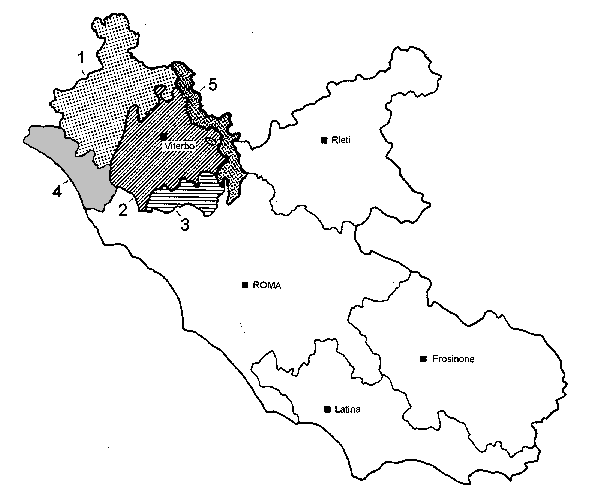 1
5
Viterbo
Rieti
4
2
3
ROMA
Frosinone
Latina